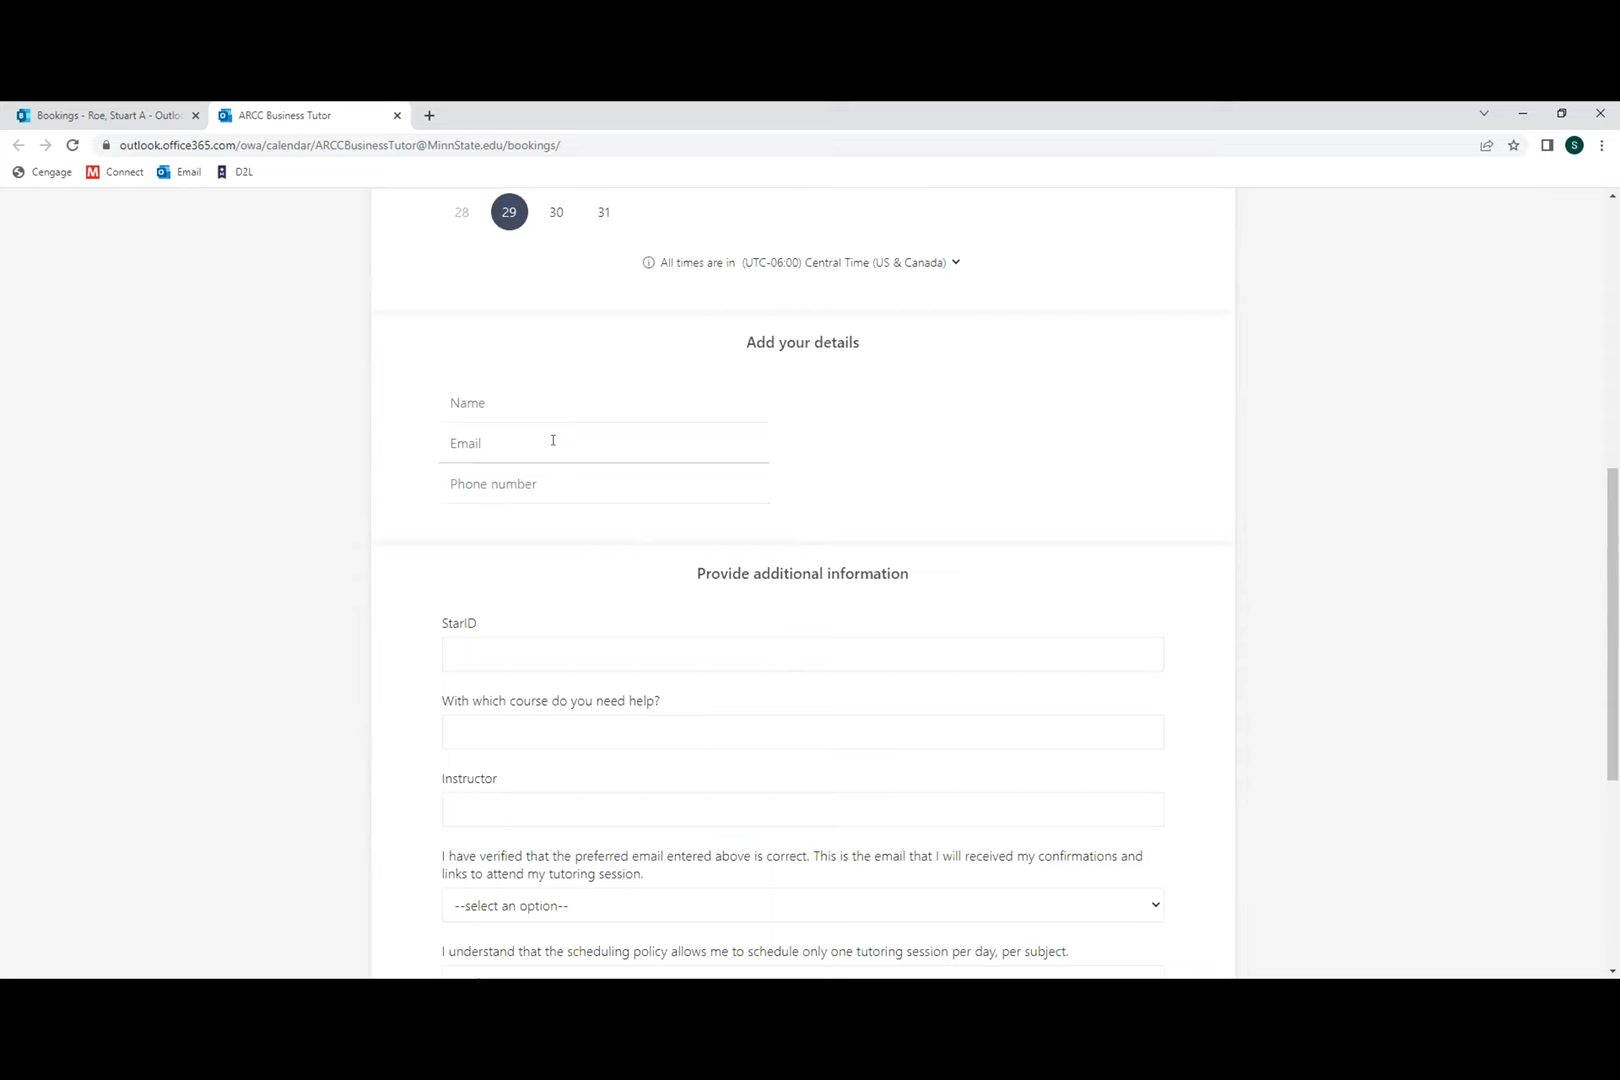 Bookings - Roe, Stuart A - Outlo
ARCC Business Tutor
outlook.office365.com/owa/calendar/ARCCBusinessTutor@MinnState.edu/bookings/
S
Cengage
M Connect
Email
D2L
28 29 30 31
All times are in (UTC-06:00) Central Time (US & Canada)
Add your details
Name
Email
Phone number
Provide additional information
StarID
With which course do you need help?
Instructor
I have verified that the preferred email entered above is correct. This is the email that I will received my confirmations and
links to attend my tutoring session.
--select an option--
I understand that the scheduling policy allows me to schedule only one tutoring session per day, per subject.